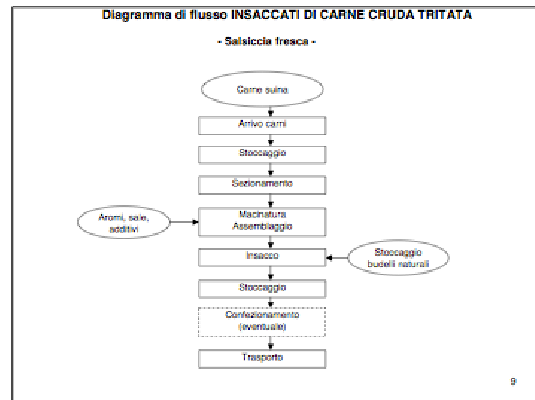 Diagramma di flusso INSACCATI DI CARNE CRUDA TRITATA
- Salsiccia fresca -
Carne suina
Arrivo carni
Stoccaggio
Sezionamento
Aromi, sale,
additivi
Macinatura
Assemblaggio
Insacco
Stoccaggio
budelli naturali
Stoccaggio
Confezionamento
(eventuale)
Trasporto
9